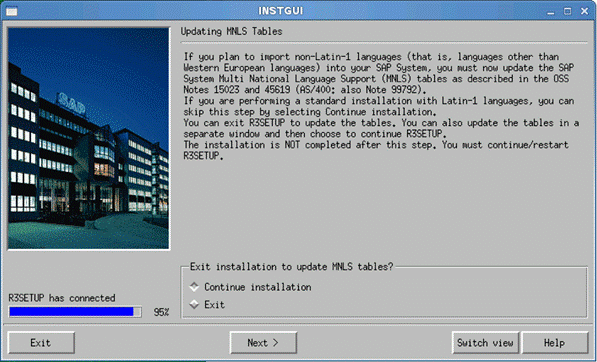 INSTGUI
Updating MNLS Tables
If you plan to import non-Latin-1 languages (that is, languages other than
Western European languages) into your SAP System, you must now update the SAP
System Multi National Language Support (MNLS) tables as described in the OSS
Notes 15023 and 45619 (AS/400: also Note 99792).
If you are performing a standard installation with Latin-1 languages, you can
skip this step by selecting Continue installation.
You can exit R3SETUP to update the tables. You can also update the tables in a
separate window and then choose to continue R3SETUP.
The installation is NOT completed after this step. You must continue/restart
R3SETUP.
SAP
Exit installation to update MNLS tables?
Continue installation
Exit
R3SETUP has connected
95%
Exit
Next >
Switch view
Help